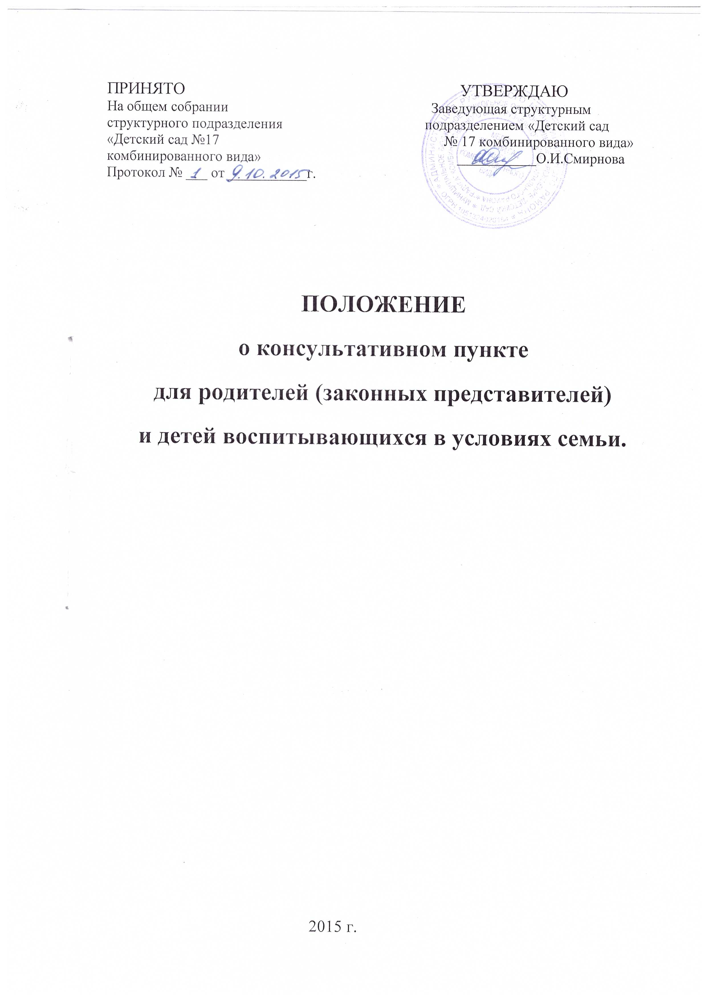 ПРИНЯТО
На общем собрании
структурного подразделения
«Детский сад №17
комбинированного вида»
Протокол № 1 от 9.10.2015г.
УТВЕРЖДАЮ
Заведующая структурным
подразделением «Детский сад
№ 17 комбинированного вида»
О.И.Смирнова
ПОЛОЖЕНИЕ
о консультативном пункте
для родителей (законных представителей)
и детей воспитывающихся в условиях семьи.
2015 г.